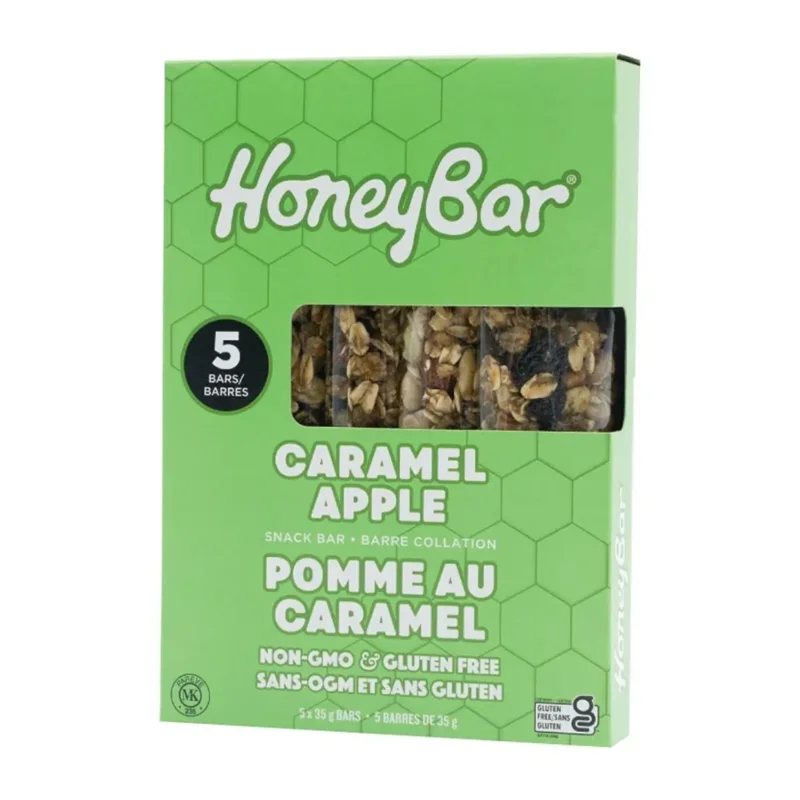 HoneyBar®
5
BARS/
BARRES
CARAMEL
APPLE
SNACK BAR • BARRE COLLATION
POMME AU
CARAMEL
NON-GMO & GLUTEN FREE
SANS-OGM ET SANS GLUTEN
5 x 35 g BARS • 5 BARRES DE 35 g
PAREVE
MK
GLUTEN
FREE/SANS
GLUTEN
HoneyBar